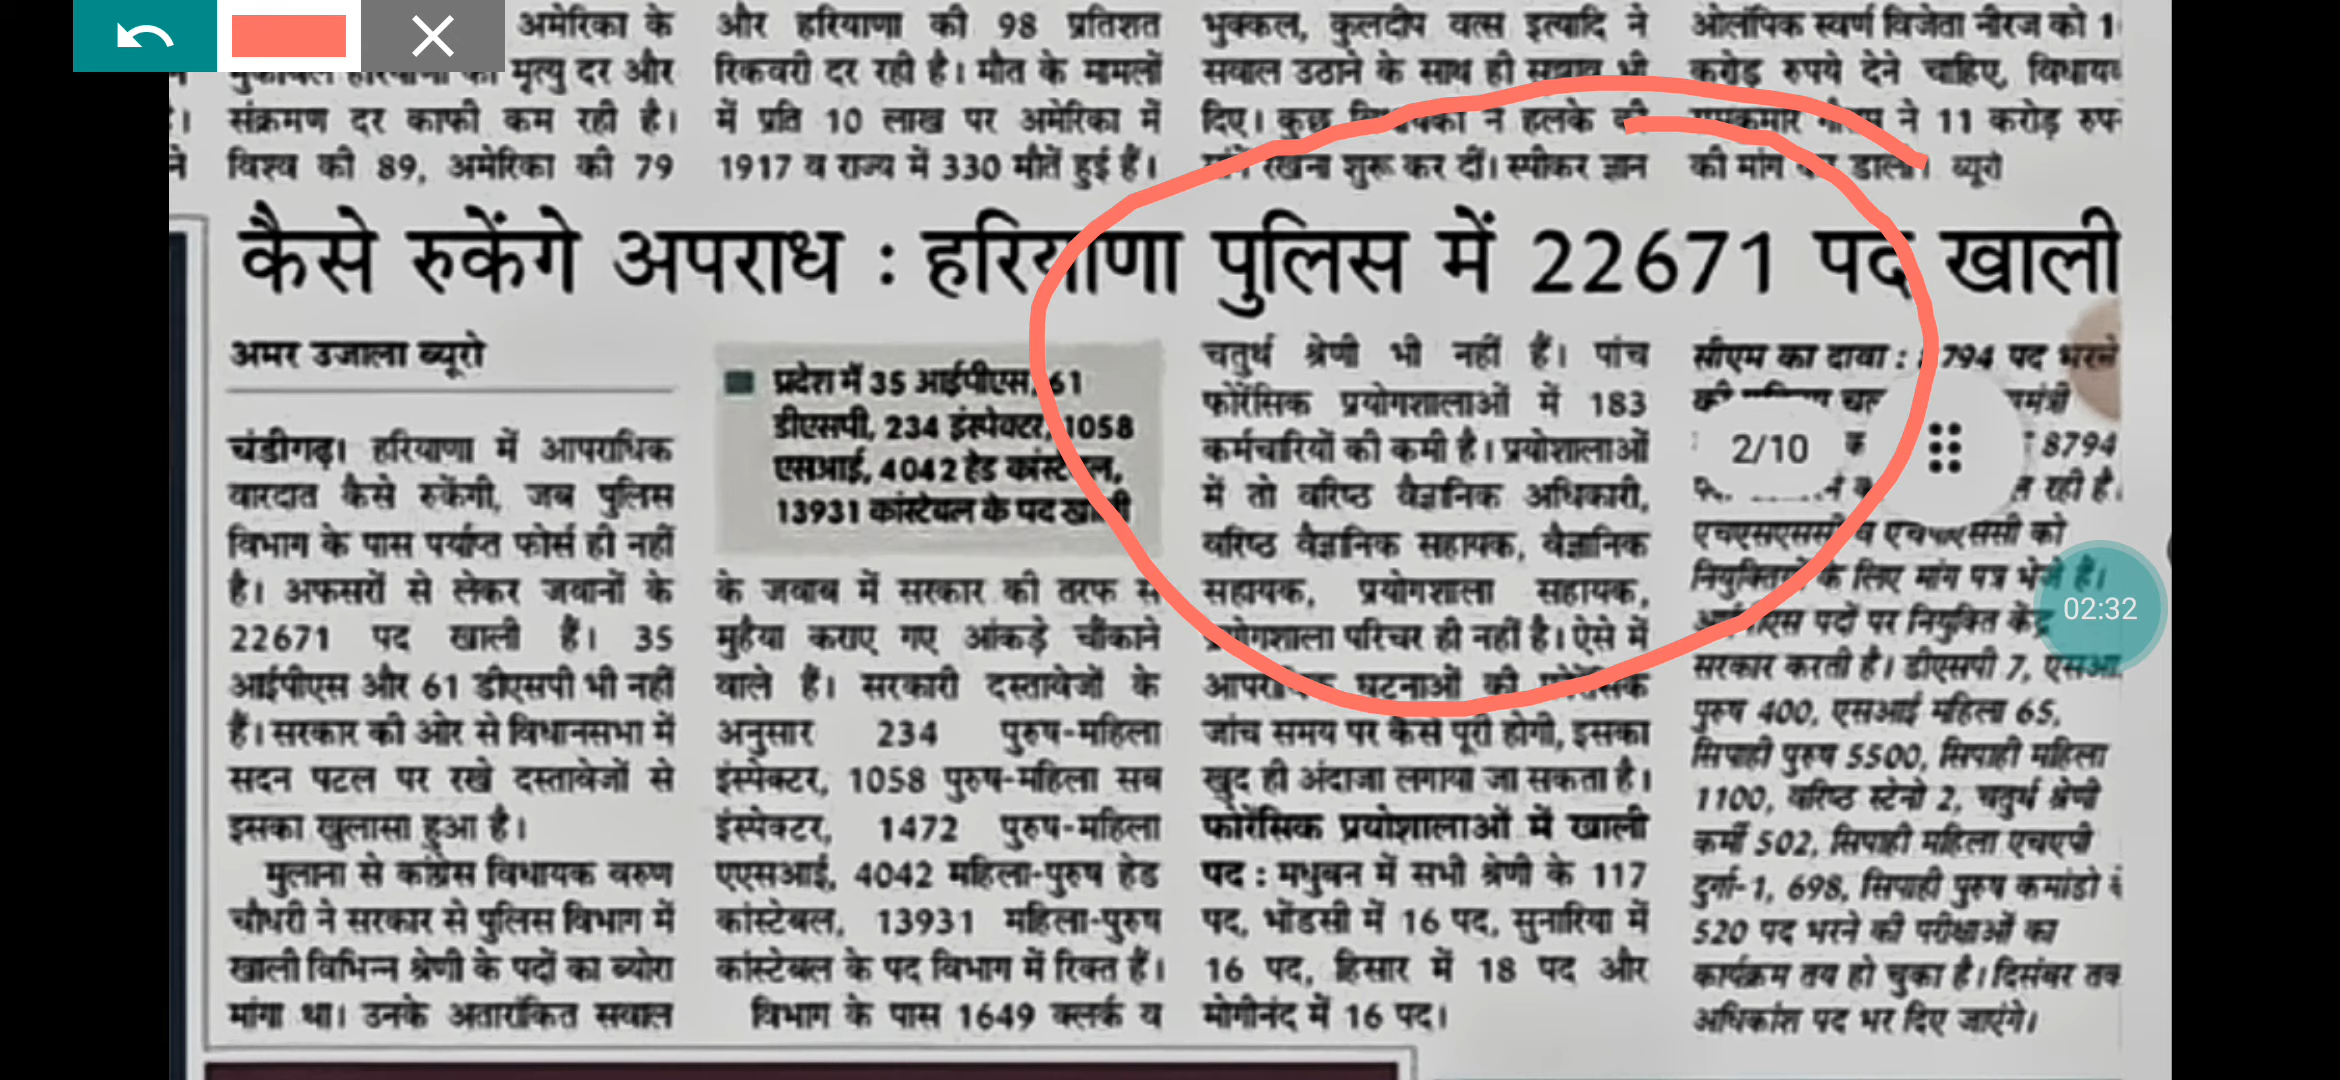 अमेरिका के
मृत्यु दर और
संक्रमण दर काफी कम रही है।
विश्व की 89, अमेरिका की 79
और हरियाणा की 98 प्रतिशत
रिकवरी दर रही है। मौत के मामलों
में प्रति 10 लाख पर अमेरिका में
1917 व राज्य में 330 मौतें हुई हैं।
भुक्कल, कुलदीप वत्स इत्यादि ने
सवाल उठाने के साथ ही सुझाव भी
दिए। कुछ ने हलके की
मांगें रखना शुरू कर दीं। स्पीकर ज्ञान
ओलंपिक स्वर्ण विजेता नीरज को
करोड़ रुपये देने चाहिए,
ने 11 करोड़
की मांग कर डाली। ब्यूरो
कैसे रुकेंगे अपराध : हरियाणा पुलिस में 22671 पद खाली
अमर उजाला ब्यूरो
चंडीगढ़। हरियाणा में आपराधिक
वारदात कैसे रुकेंगी, जब पुलिस
विभाग के पास पर्याप्त फोर्स ही नहीं
है। अफसरों से लेकर जवानों के
22671 पद खाली हैं। 35
आईपीएस और 61 डीएसपी भी नहीं
हैं। सरकार की ओर से विधानसभा में
सदन पटल पर रखे दस्तावेजों से
इसका खुलासा हुआ है।
मुलाना से कांग्रेस विधायक वरुण
चौधरी ने सरकार से पुलिस विभाग में
खाली विभिन्न श्रेणी के पदों का ब्योरा
मांगा था। उनके अतारांकित सवाल
प्रदेश में 35 आईपीएस, 61
डीएसपी, 234 इंस्पेक्टर, 1058
एसआई, 4042 हेड कांस्टेबल,
13931 कांस्टेबल के पद खाली
के जवाब में सरकार की तरफ से
मुहैया कराए गए आंकड़े चौंकाने
वाले हैं। सरकारी दस्तावेजों के
अनुसार 234 पुरुष-महिला
इंस्पेक्टर, 1058 पुरुष-महिला सब
इंस्पेक्टर, 1472 पुरुष-महिला
एएसआई, 4042 महिला-पुरुष हेड
कांस्टेबल, 13931 महिला-पुरुष
कांस्टेबल के पद विभाग में रिक्त हैं।
विभाग के पास 1649 क्लर्क व
चतुर्थ श्रेणी भी नहीं हैं। पांच
फोरेंसिक प्रयोगशालाओं में 183
कर्मचारियों की कमी है। प्रयोशालाओं
में तो वरिष्ठ वैज्ञानिक अधिकारी,
वरिष्ठ वैज्ञानिक सहायक, वैज्ञानिक
सहायक, प्रयोगशाला सहायक,
प्रयोगशाला परिचर ही नहीं है। ऐसे में
आपराधिक घटनाओं की फोरेंसिक
जांच समय पर कैसे पूरी होगी, इसका
खुद ही अंदाजा लगाया जा सकता है।
फोरेंसिक प्रयोशालाओं में खाली
पद : मधुबन में सभी श्रेणी के 117
पद, भोंडसी में 16 पद, सुनारिया में
16 पद, हिसार में 18 पद और
मोगीनंद में 16 पद।
सीएम का दावा : 8794 पद भरने
2/10
8794
रही है।
एचएसएससी व को
नियुक्तियों के लिए मांग पत्र भेजे हैं।
आईपीएस पदों पर नियुक्ति केंद्र
02:32
सरकार करती है। डीएसपी 7,
पुरुष 400, एसआई महिला 65,
सिपाही पुरुष 5500, सिपाही महिला
1100, वरिष्ठ स्टेनो 2, चतुर्थ श्रेणी
कर्मी 502, सिपाही महिला एचएपी
दुर्गा-1, 698, सिपाही पुरुष कमांडो
520 पद भरने की परीक्षाओं का
कार्यक्रम तय हो चुका है। दिसंबर तक
अधिकांश पद भर दिए जाएंगे।